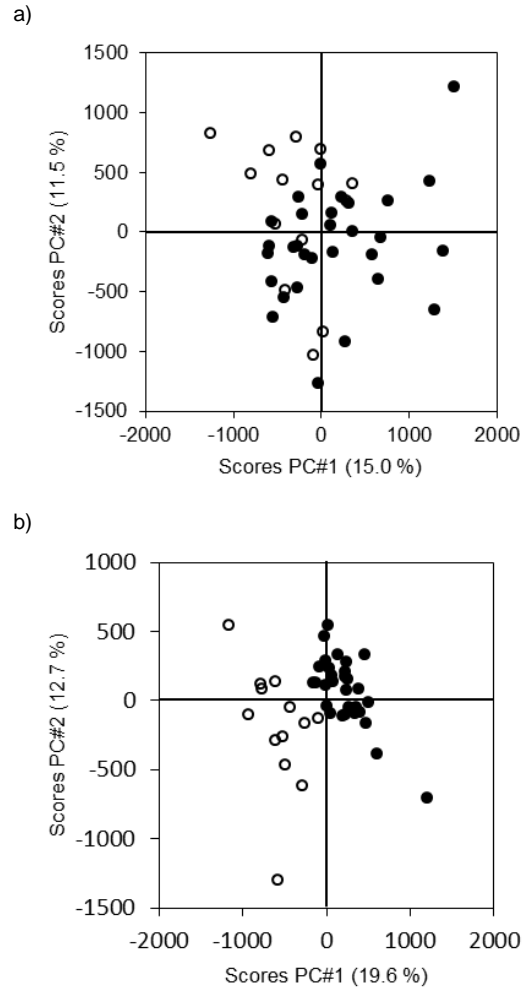 a)
1500
1000
500
0
-500
-1000
-1500
Scores PC#2 (11.5 %)
-2000 -1000 0 1000 2000
Scores PC#1 (15.0 %)
b)
1000
500
0
-500
-1000
-1500
Scores PC#2 (12.7 %)
-2000 -1000 0 1000 2000
Scores PC#1 (19.6 %)